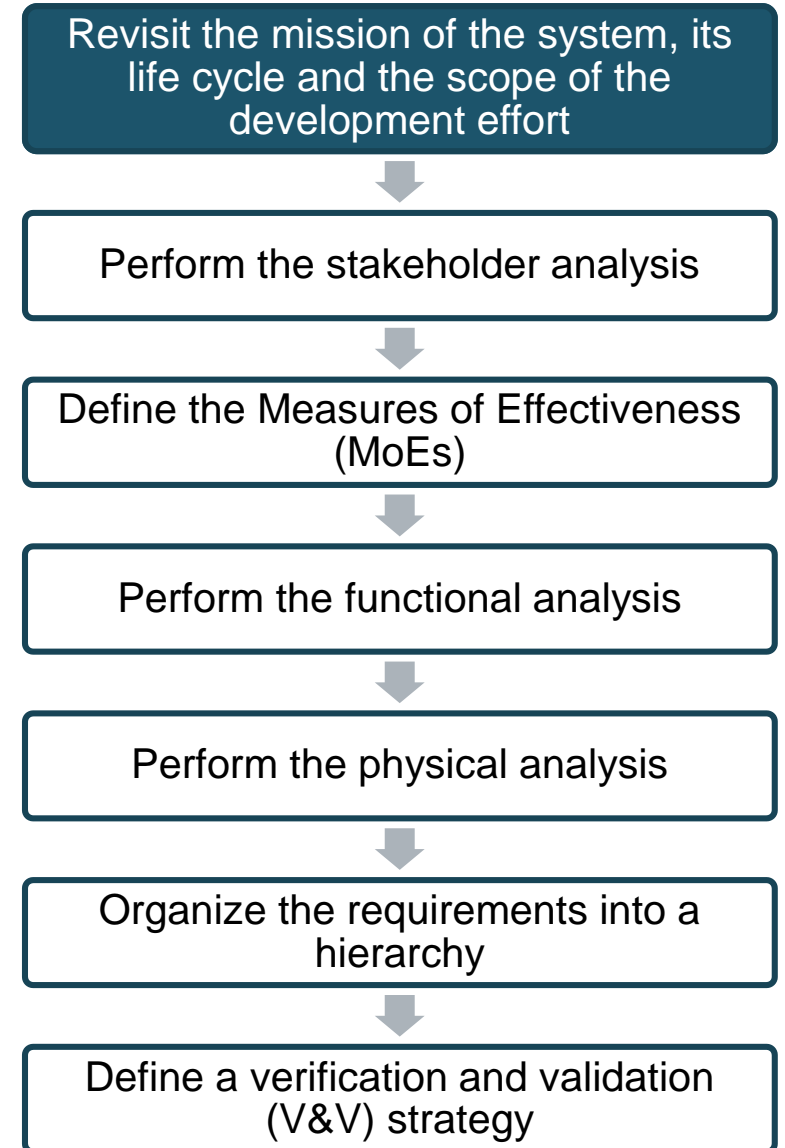 Revisit the mission of the system, its
life cycle and the scope of the
development effort
Perform the stakeholder analysis
Define the Measures of Effectiveness
(MoEs)
Perform the functional analysis
Perform the physical analysis
Organize the requirements into a
hierarchy
Define a verification and validation
(V&V) strategy